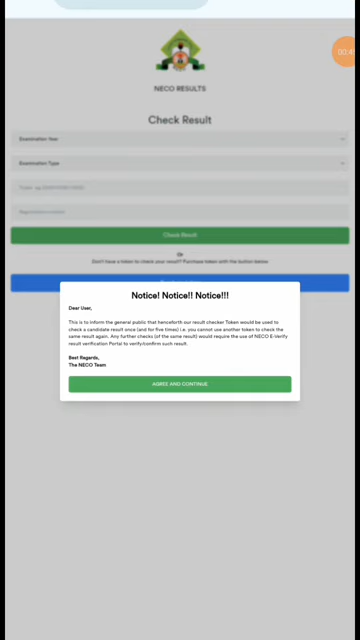 00:4
NECO RESULTS
Check Result
Examination Year
Examination Type
Registration Number
Check Result
Or
Don't have a token to check your result? Purchase token with the button below.
Notice! Notice!! Notice!!!
Dear User,
This is to inform the general public that henceforth our result checker Token would be used to
check a candidate result once (and for five times) i.e. you cannot use another token to check the
same result again. Any further checks (of the same result) would require the use of NECO E-Verify
result verification Portal to verify/confirm such result.
Best Regards,
The NECO Team
AGREE AND CONTINUE